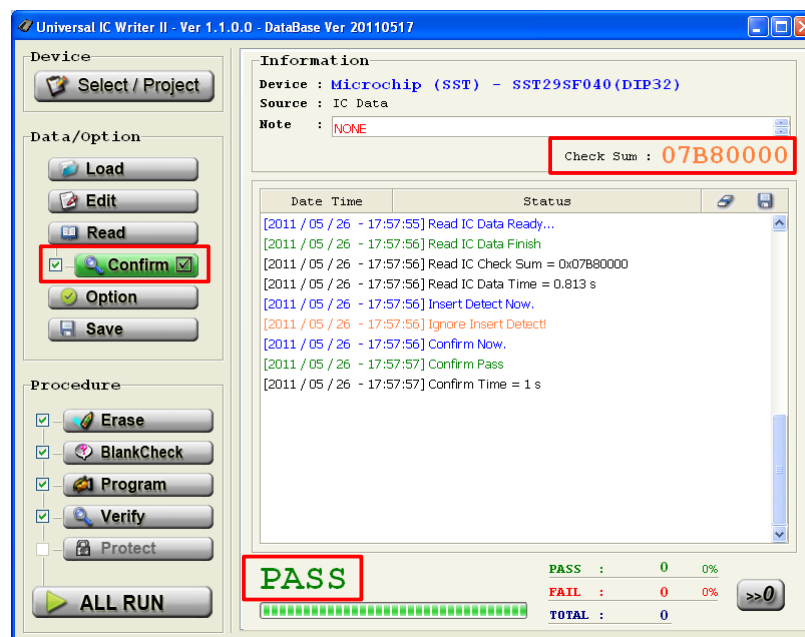 Universal IC Writer II - Ver 1.1.0.0 - DataBase Ver 20110517
Device
Select / Project
Data/Option
Load
Edit
Read
Confirm
Option
Save
Procedure
Erase
BlankCheck
Program
Verify
Protect
ALL RUN
Information
Device : Microchip (SST) - SST29SF040(DIP32)
Source : IC Data
Note : NONE
Check Sum : 07B80000
Date Time Status
[2011 / 05 / 26 - 17:57:55] Read IC Data Ready...
[2011 / 05 / 26 - 17:57:56] Read IC Data Finish
[2011 / 05 / 26 - 17:57:56] Read IC Check Sum = 0x07B80000
[2011 / 05 / 26 - 17:57:56] Read IC Data Time = 0.813 s
[2011 / 05 / 26 - 17:57:56] Insert Detect Now.
[2011 / 05 / 26 - 17:57:56] Ignore Insert Detect!
[2011 / 05 / 26 - 17:57:56] Confirm Now.
[2011 / 05 / 26 - 17:57:57] Confirm Pass
[2011 / 05 / 26 - 17:57:57] Confirm Time = 1 s
PASS
PASS : 0 0%
FAIL : 0 0%
TOTAL : 0
>>0